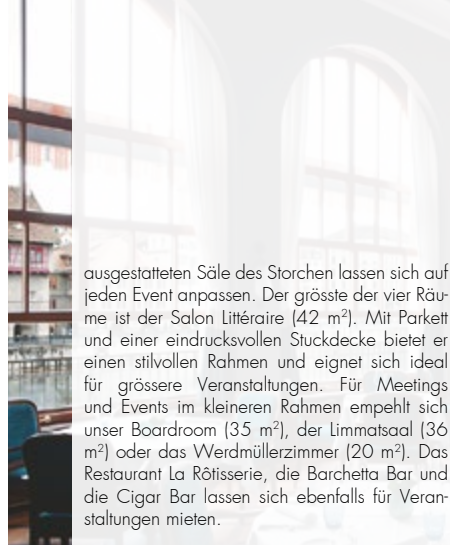 ausgestatteten Säle des Storchen lassen sich auf
jeden Event anpassen. Der grösste der vier Räu-
me ist der Salon Littéraire (42 m²). Mit Parkett
und einer eindrucksvollen Stuckdecke bietet er
einen stilvollen Rahmen und eignet sich ideal
für grössere Veranstaltungen. Für Meetings
und Events im kleineren Rahmen empehlt sich
unser Boardroom (35 m²), der Limmatsaal (36
m²) oder das Werdmüllerzimmer (20 m²). Das
Restaurant La Rôtisserie, die Barchetta Bar und
die Cigar Bar lassen sich ebenfalls für Veran-
staltungen mieten.